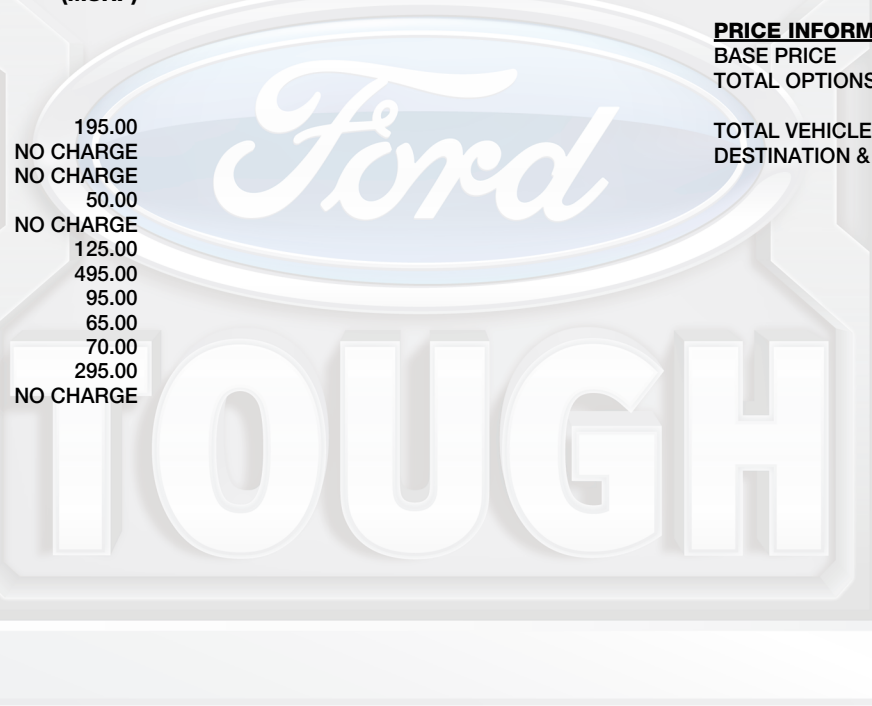 PRICE INFORM
BASE PRICE
TOTAL OPTIONS
TOTAL VEHICLE
DESTINATION &
195.00
NO CHARGE
NO CHARGE
50.00
NO CHARGE
125.00
495.00
95.00
65.00
70.00
295.00
NO CHARGE
Ford
TOUGH